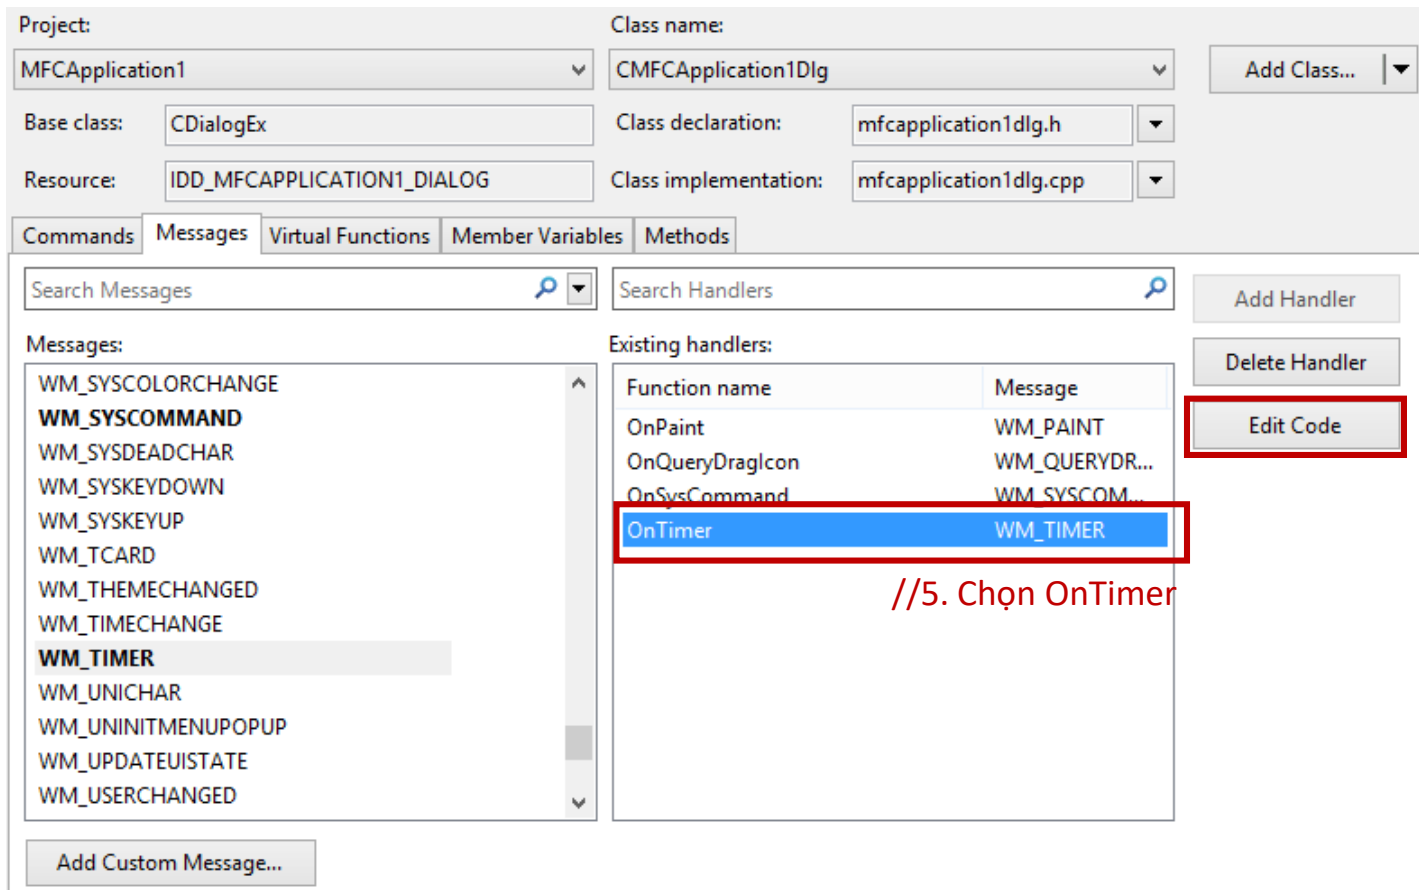 Project:
Class name:
MFCApplication1
CMFCApplication1Dlg
Add Class...
Base class:
CDialogEx
Class declaration:
mfcapplication1dlg.h
Resource:
IDD_MFCAPPLICATION1_DIALOG
Class implementation:
mfcapplication1dlg.cpp
Commands Messages Virtual Functions Member Variables Methods
Search Messages
Search Handlers
Add Handler
Messages:
Existing handlers:
Delete Handler
Edit Code
WM_SYSCOLORCHANGE
WM_SYSCOMMAND
WM_SYSDEADCHAR
WM_SYSKEYDOWN
WM_SYSKEYUP
WM_TCARD
WM_THEMECHANGED
WM_TIMECHANGE
WM_TIMER
WM_UNICHAR
WM_UNINITMENUPOPUP
WM_UPDATEUISTATE
WM_USERCHANGED
Function name Message
OnPaint WM_PAINT
OnQueryDragIcon WM_QUERYDR...
OnSysCommand WM_SYSCOM...
OnTimer WM_TIMER
//5. Chọn OnTimer
Add Custom Message...